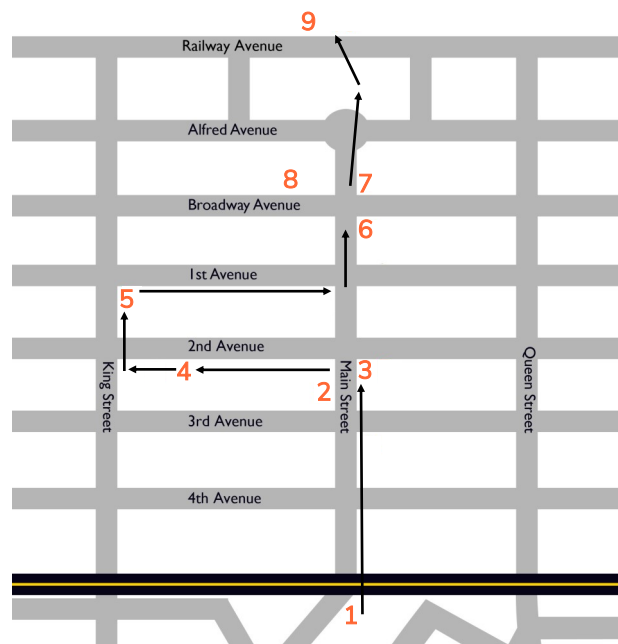 9
Railway Avenue
Alfred Avenue
8
7
Broadway Avenue
6
1st Avenue
5
2nd Avenue
King Street
4
Main Street
3
Queen Street
2
3rd Avenue
4th Avenue
1